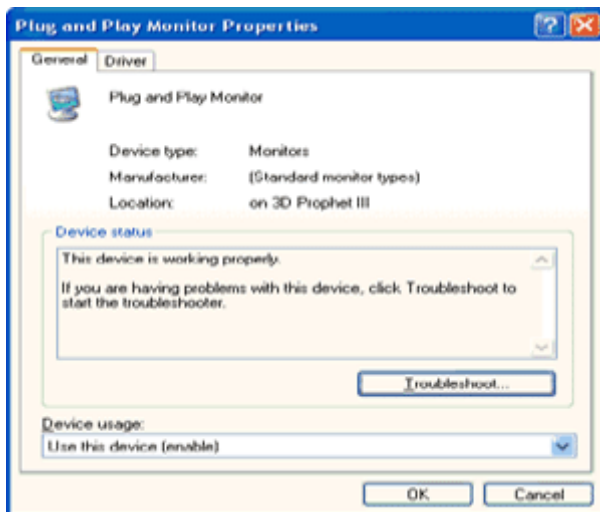 Plug and Play Monitor Properties
General Driver
Plug and Play Monitor
Device type: Monitors
Manufacturer: (Standard monitor types)
Location: on 3D Prophet III
Device status
This device is working properly.
If you are having problems with this device, click Troubleshoot to
start the troubleshooter.
Troubleshoot...
Device usage:
Use this device (enable)
OK Cancel